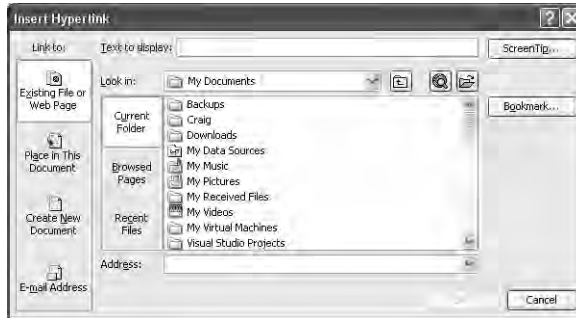 Insert Hyperlink
Link to:
Text to display:
ScreenTip...
Existing File or
Web Page
Look in:
My Documents
Bookmark...
Current
Folder
Backups
Craig
Downloads
My Data Sources
My Music
My Pictures
My Received Files
My Videos
My Virtual Machines
Visual Studio Projects
Place in This
Document
Browsed
Pages
Create New
Document
Recent
Files
E-mail Address
Address:
Cancel